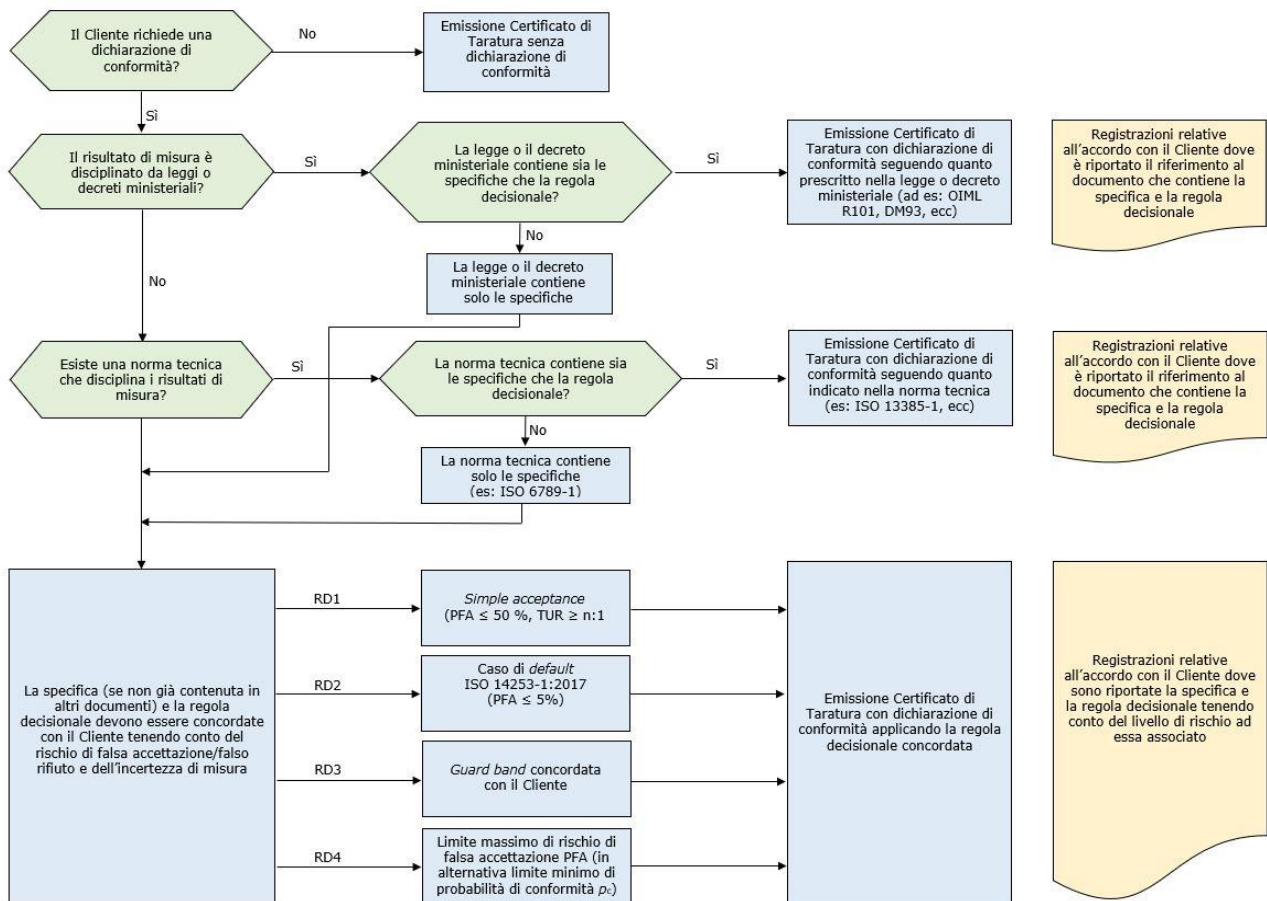 Il Cliente richiede una
dichiarazione di
conformità?
No
Emissione Certificato di
Taratura senza
dichiarazione di
conformità
Sì
Il risultato di misura è
disciplinato da leggi o
decreti ministeriali?
Sì
La legge o il decreto
ministeriale contiene sia le
specifiche che la regola
decisionale?
Sì
Emissione Certificato di
Taratura con dichiarazione di
conformità seguendo quanto
prescritto nella legge o decreto
ministeriale (ad es: OIML
R101, DM93, ecc)
Registrazioni relative
all’accordo con il Cliente dove
è riportato il riferimento al
documento che contiene la
specifica e la regola
decisionale
No
La legge o il decreto
ministeriale contiene
solo le specifiche
No
Esiste una norma tecnica
che disciplina i risultati di
misura?
Sì
La norma tecnica contiene sia
le specifiche che la regola
decisionale?
Sì
Emissione Certificato di
Taratura con dichiarazione di
conformità seguendo quanto
indicato nella norma tecnica
(es: ISO 13385-1, ecc)
Registrazioni relative
all’accordo con il Cliente dove
è riportato il riferimento al
documento che contiene la
specifica e la regola
decisionale
No
La norma tecnica contiene
solo le specifiche
(es: ISO 6789-1)
La specifica (se non già contenuta in
altri documenti) e la regola
decisionale devono essere concordate
con il Cliente tenendo conto del
rischio di falsa accettazione/falso
rifiuto e dell’incertezza di misura
RD1
Simple acceptance
(PFA ≤ 50 %, TUR ≥ n:1
RD2
Caso di default
ISO 14253-1:2017
(PFA ≤ 5%)
RD3
Guard band concordata
con il Cliente
RD4
Limite massimo di rischio di
falsa accettazione PFA (in
alternativa limite minimo di
probabilità di conformità pc)
Emissione Certificato di
Taratura con dichiarazione di
conformità applicando la regola
decisionale concordata
Registrazioni relative
all’accordo con il Cliente dove
sono riportate la specifica e
la regola decisionale tenendo
conto del livello di rischio ad
essa associato